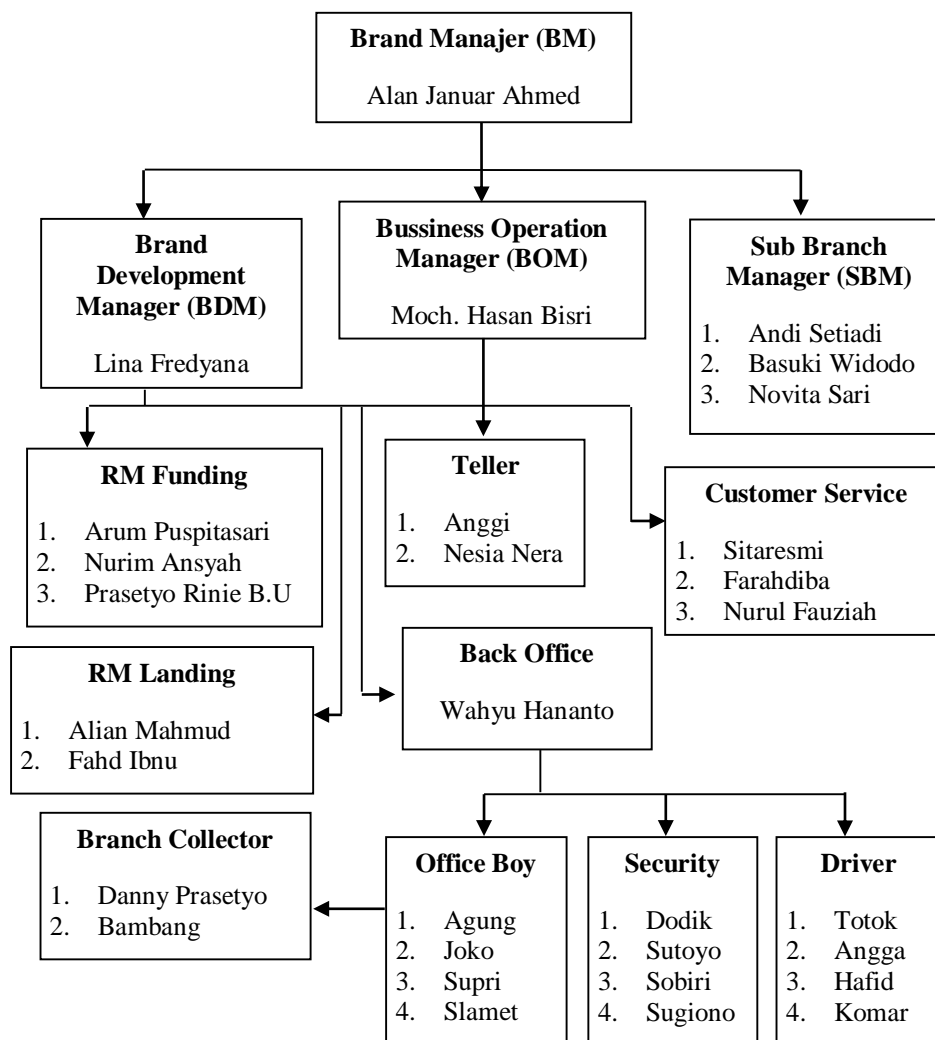 Brand Manajer (BM)
Alan Januar Ahmed
Brand
Development
Manager (BDM)
Lina Fredyana
Bussiness Operation
Manager (BOM)
Moch. Hasan Bisri
Sub Branch
Manager (SBM)
1. Andi Setiadi
2. Basuki Widodo
3. Novita Sari
RM Funding
1. Arum Puspitasari
2. Nurim Ansyah
3. Prasetyo Rinie B.U
Teller
1. Anggi
2. Nesia Nera
Customer Service
1. Sitaresmi
2. Farahdiba
3. Nurul Fauziah
RM Landing
1. Alian Mahmud
2. Fahd Ibnu
Back Office
Wahyu Hananto
Branch Collector
1. Danny Prasetyo
2. Bambang
Office Boy
1. Agung
2. Joko
3. Supri
4. Slamet
Security
1. Dodik
2. Sutoyo
3. Sobiri
4. Sugiono
Driver
1. Totok
2. Angga
3. Hafid
4. Komar